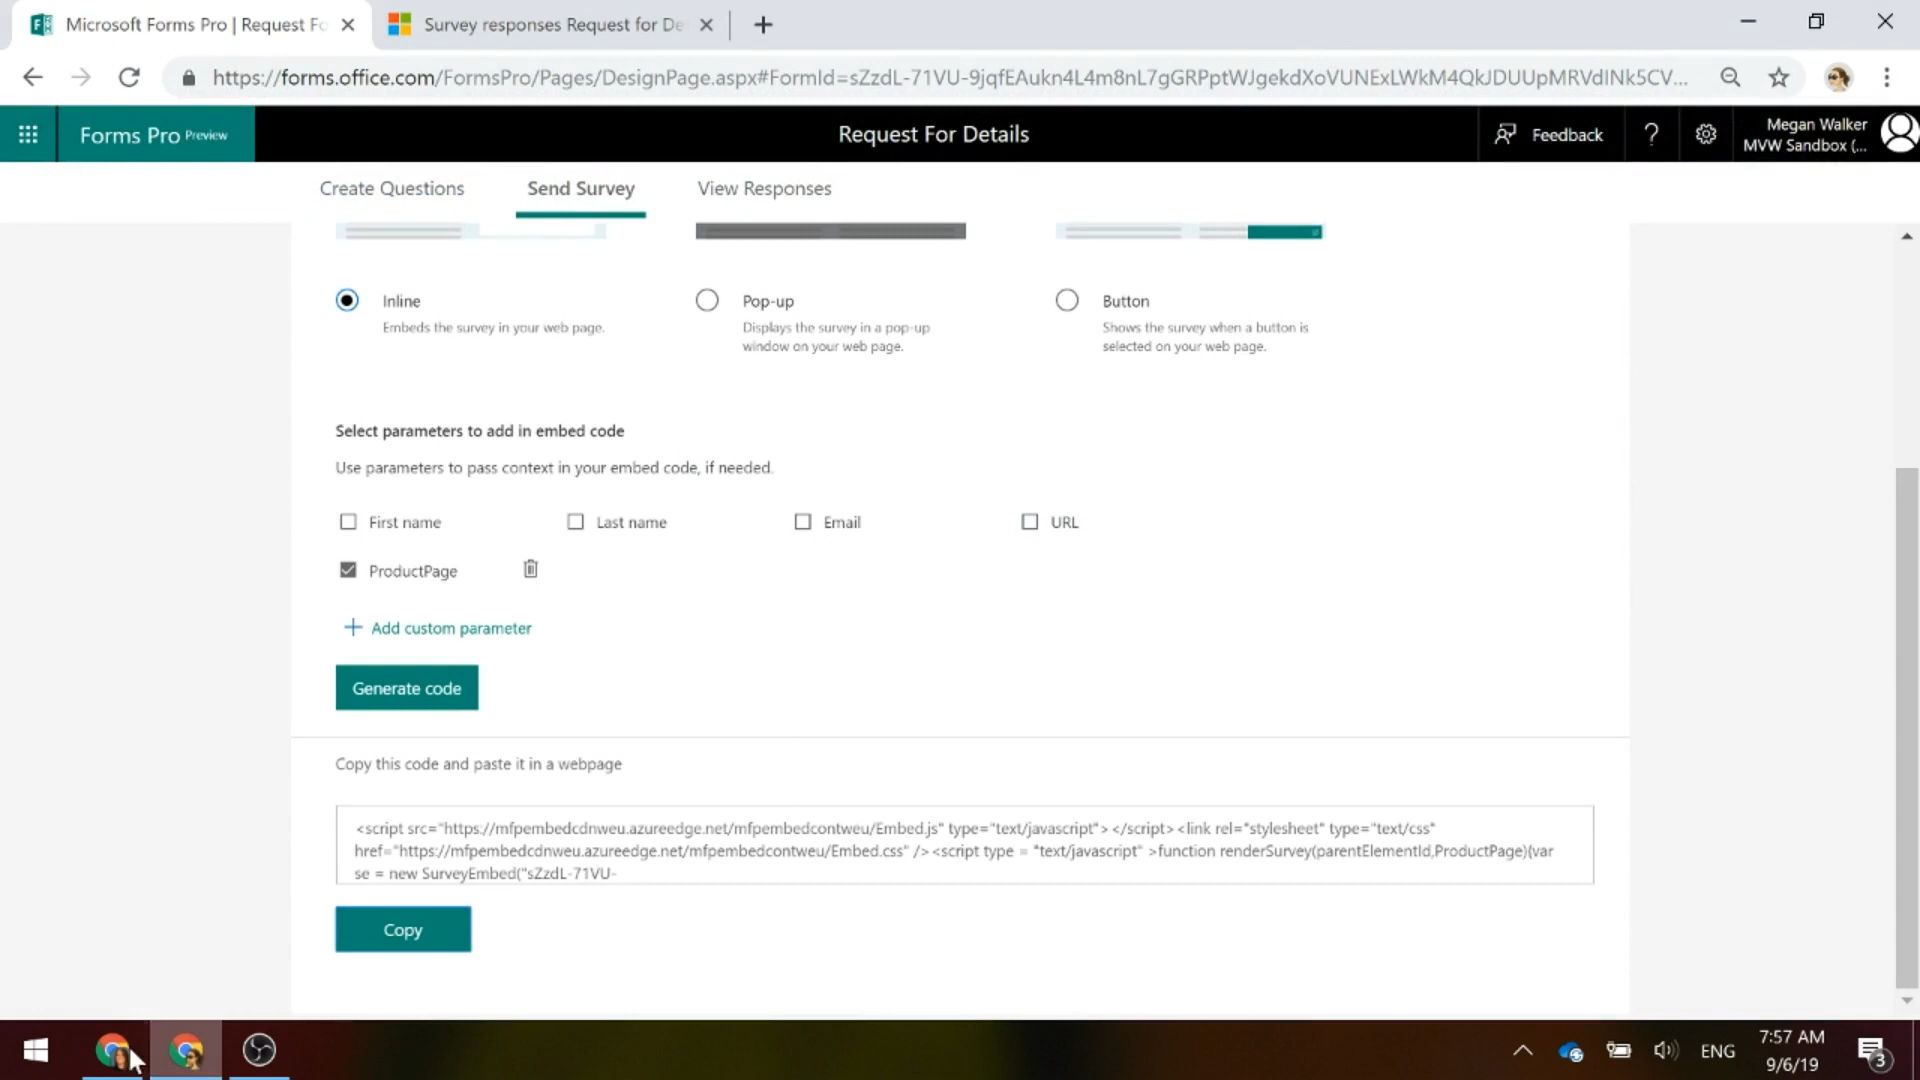 Microsoft Forms Pro | Request Fo
Survey responses Request for De
https://forms.office.com/FormsPro/Pages/DesignPage.aspx#FormId=sZzdL-71VU-9jqfEAukn4L4m8nL7gGRPptWJgekdXoVUNExLWkM4QkJDUUpMRVdINk5CV...
Forms Pro Preview
Request For Details
Feedback
?
Megan Walker
MVW Sandbox (...
Create Questions
Send Survey
View Responses
Inline
Embeds the survey in your web page.
Pop-up
Displays the survey in a pop-up
window on your web page.
Button
Shows the survey when a button is
selected on your web page.
Select parameters to add in embed code
Use parameters to pass context in your embed code, if needed.
First name
Last name
Email
URL
ProductPage
Add custom parameter
Generate code
Copy this code and paste it in a webpage
<script src="https://mfpembedcdnweu.azureedge.net/mfpembedcontweu/Embed.js" type="text/javascript"></script><link rel="stylesheet" type="text/css"
href="https://mfpembedcdnweu.azureedge.net/mfpembedcontweu/Embed.css" /><script type = "text/javascript" >function renderSurvey(parentElementId,ProductPage){var
se = new SurveyEmbed("sZzdL-71VU-
Copy
ENG
7:57 AM
9/6/19
3